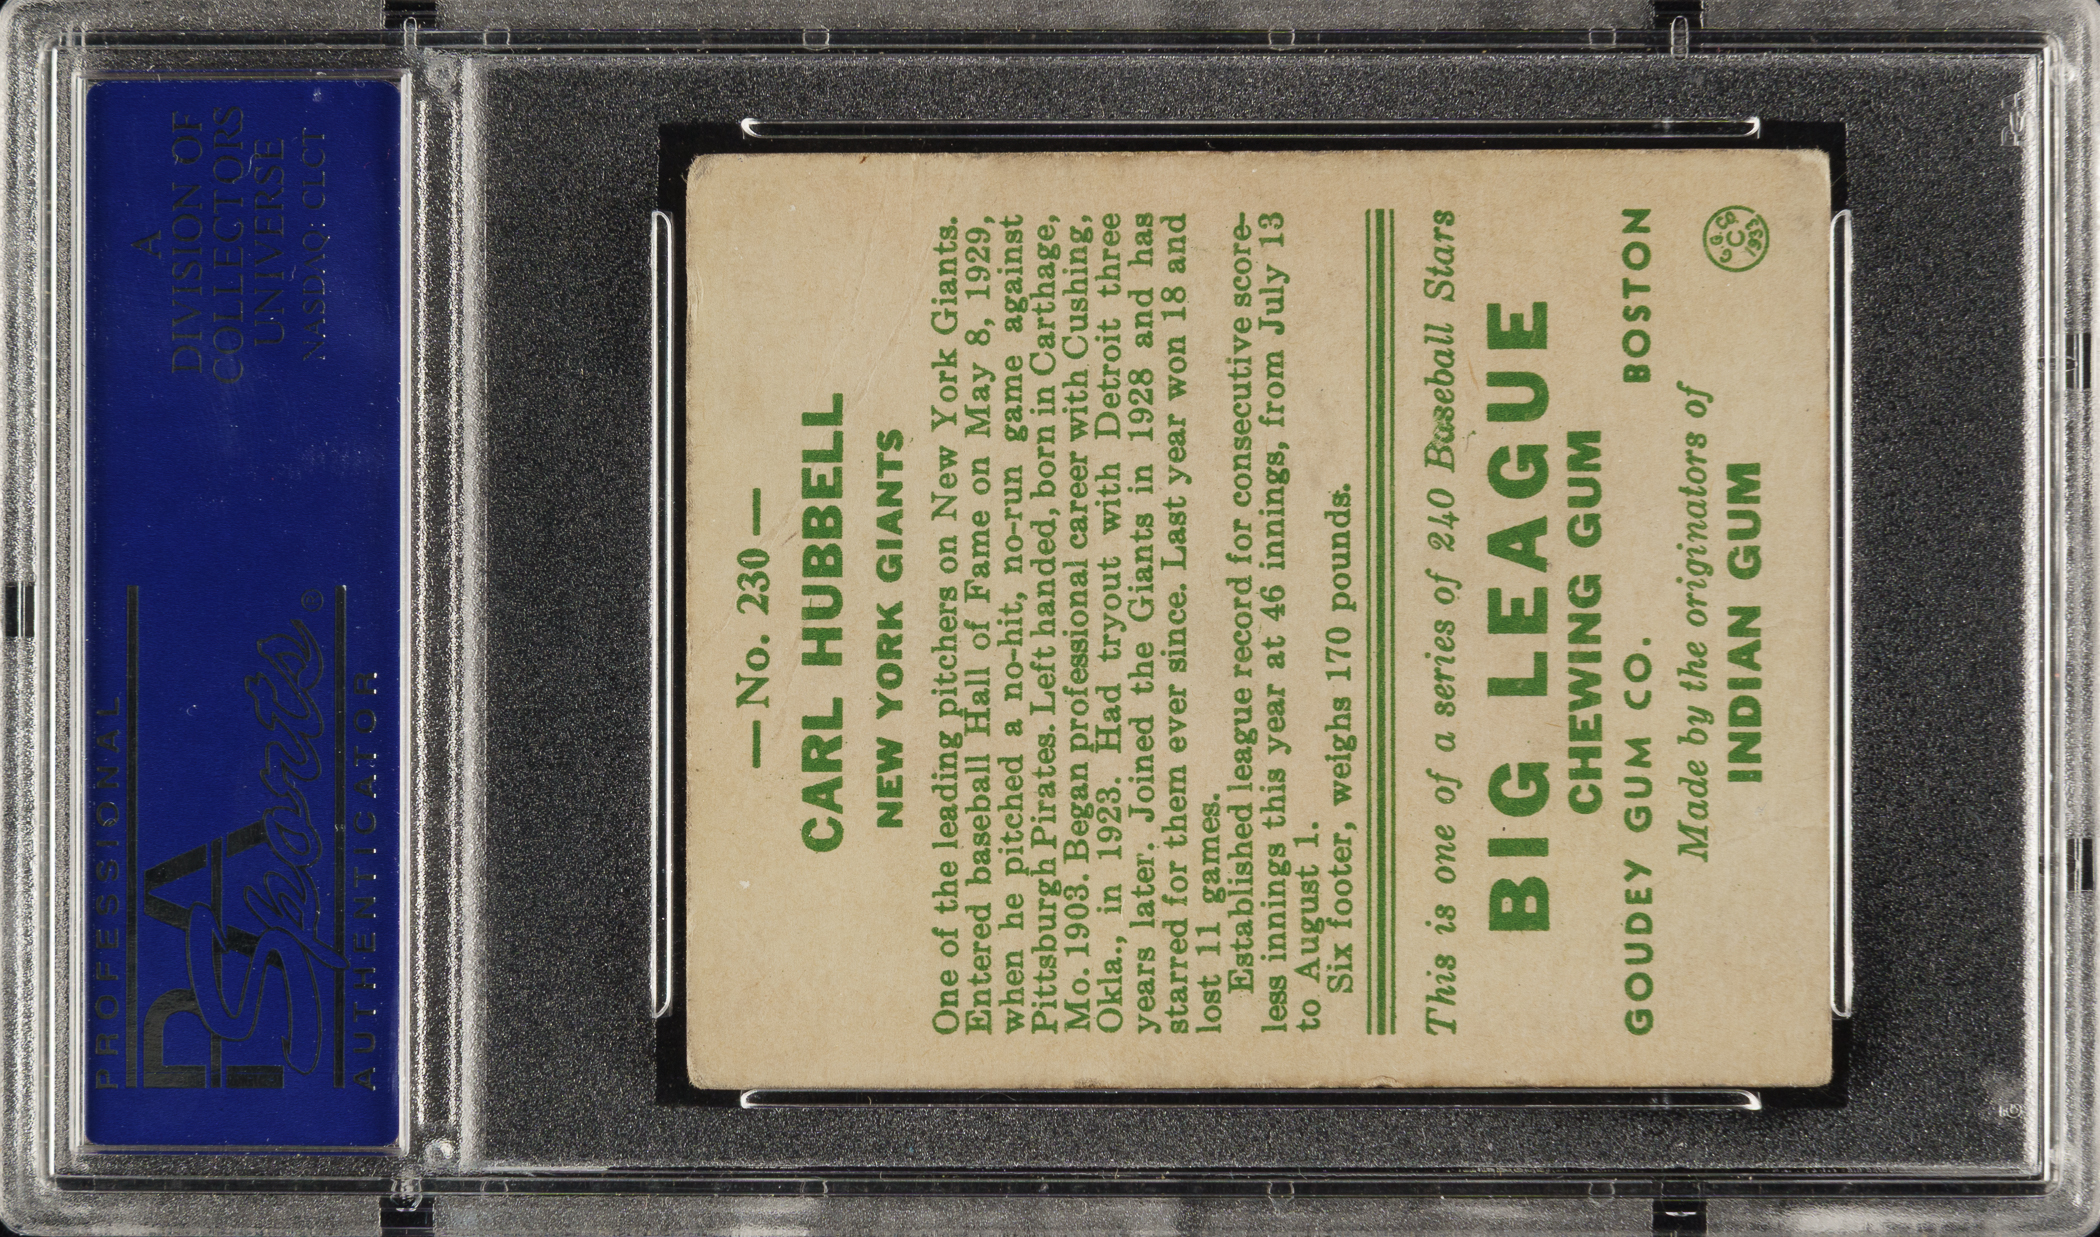 PROFESSIONAL
PSA
Sports®
AUTHENTICATOR
A
DIVISION OF
COLLECTORS
UNIVERSE
NASDAQ: CLCT
—No. 230—
CARL HUBBELL
NEW YORK GIANTS
One of the leading pitchers on New York Giants.
Entered baseball Hall of Fame on May 8, 1929,
when he pitched a no-hit, no-run game against
Pittsburgh Pirates. Left handed, born in Carthage,
Mo. 1903. Began professional career with Cushing,
Okla., in 1923. Had tryout with Detroit three
years later. Joined the Giants in 1928 and has
starred for them ever since. Last year won 18 and
lost 11 games.
Established league record for consecutive score-
less innings this year at 46 innings, from July 13
to August 1.
Six footer, weighs 170 pounds.
This is one of a series of 240 Baseball Stars
BIG LEAGUE
CHEWING GUM
GOUDEY GUM CO. BOSTON
Made by the originators of
INDIAN GUM
G. G. Co.
C
1933
PSA